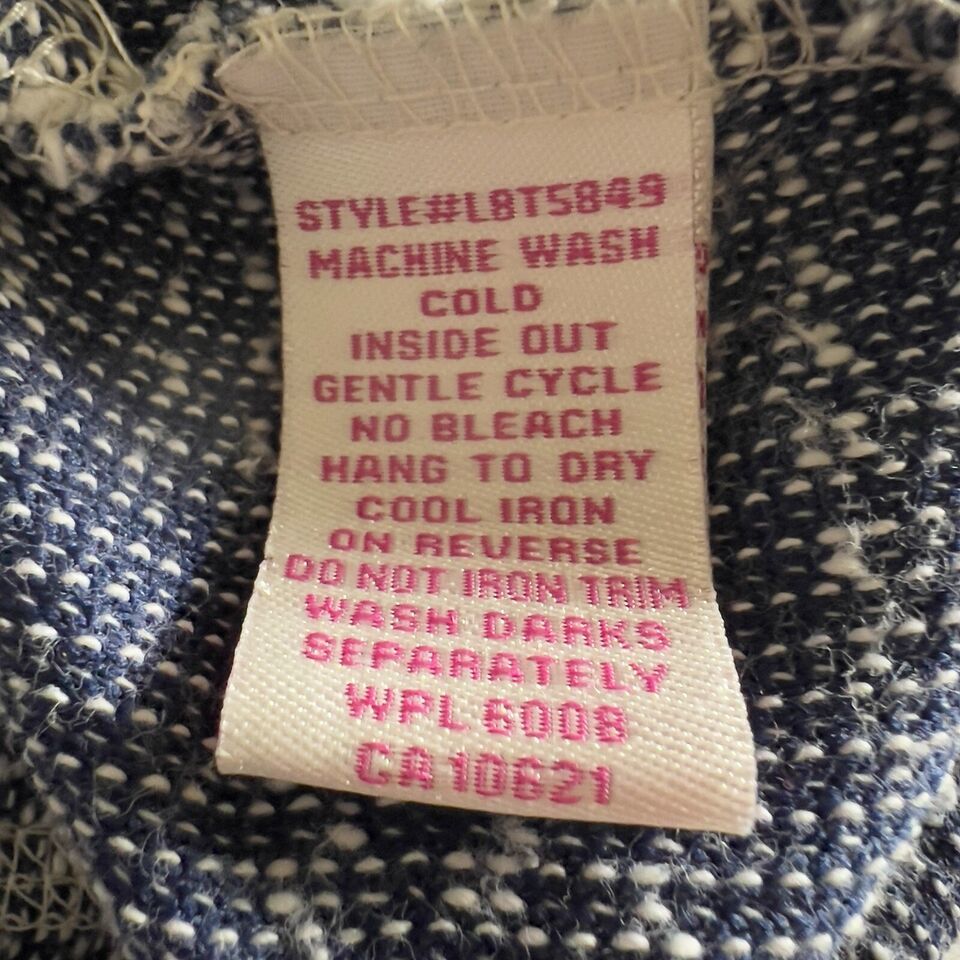 STYLE#L8T5849
MACHINE WASH
COLD
INSIDE OUT
GENTLE CYCLE
NO BLEACH
HANG TO DRY
COOL IRON
ON REVERSE
DO NOT IRON TRIM
WASH DARKS
SEPARATELY
WPL 6008
CA 10621